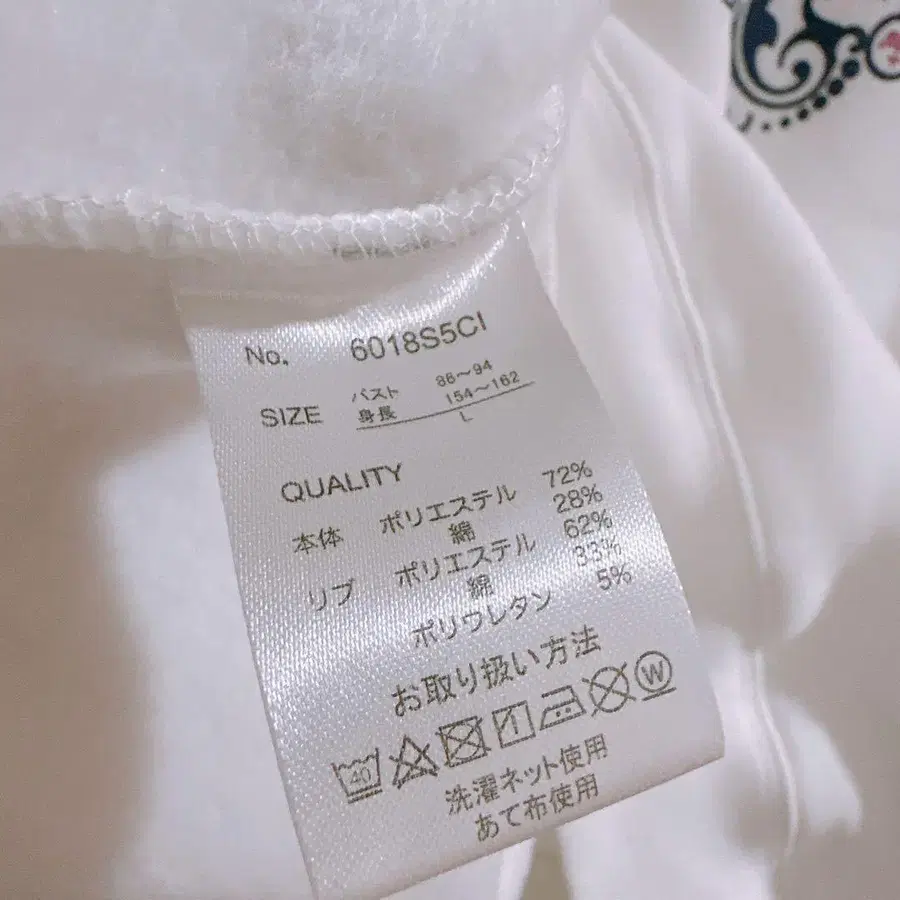 No. 6018S5CI
SIZE バスト 86〜94
身長 154〜162
L
QUALITY
本体 ポリエステル 72%
綿 28%
リブ ポリエステル 62%
綿 33%
ポリウレタン 5%
お取り扱い方法
40 W
洗濯ネット使用
あて布使用